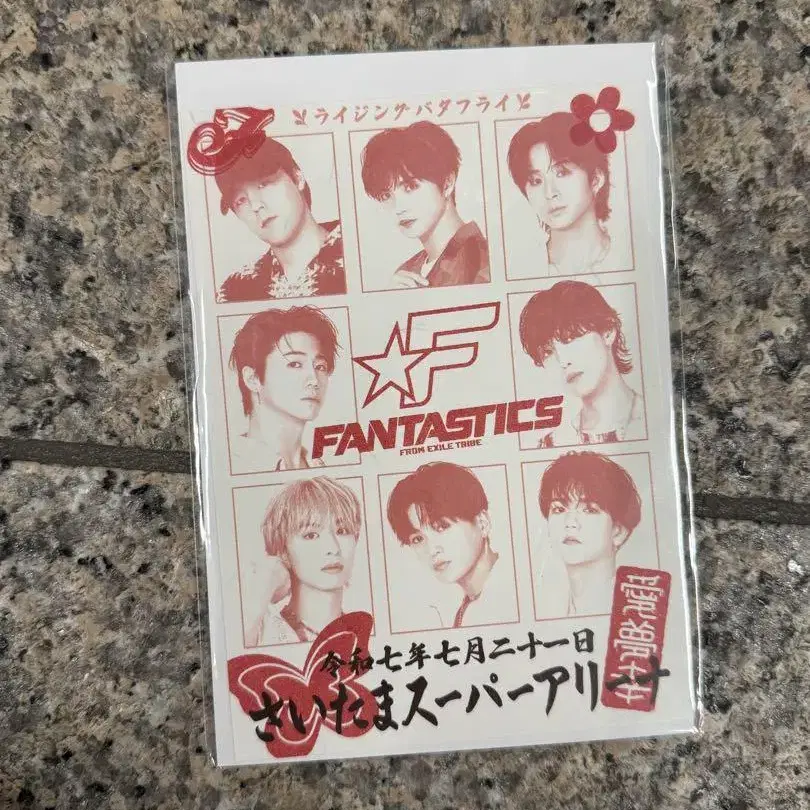 ライジングバタフライ
F
FANTASTICS
FROM EXILE TRIBE
令和七年七月二十一日
さいたまスーパーアリーナ